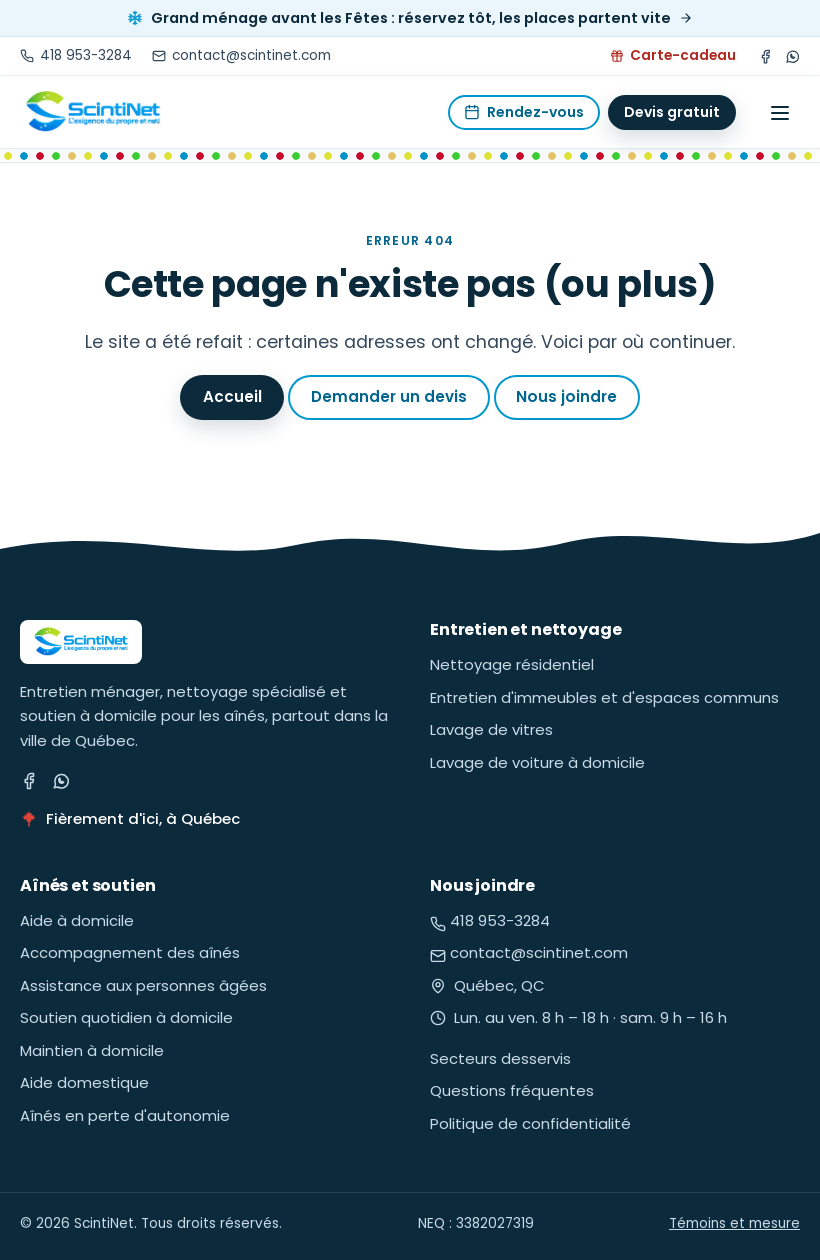 Grand ménage avant les Fêtes : réservez tôt, les places partent vite
418 953-3284 contact@scintinet.com Carte-cadeau
ScintiNet
L'exigence du propre et net!
Rendez-vous Devis gratuit
ERREUR 404
Cette page n'existe pas (ou plus)
Le site a été refait : certaines adresses ont changé. Voici par où continuer.
Accueil Demander un devis Nous joindre
ScintiNet
L'exigence du propre et net!
Entretien ménager, nettoyage spécialisé et
soutien à domicile pour les aînés, partout dans la
ville de Québec.
Fièrement d'ici, à Québec
Entretien et nettoyage
Nettoyage résidentiel
Entretien d'immeubles et d'espaces communs
Lavage de vitres
Lavage de voiture à domicile
Aînés et soutien
Aide à domicile
Accompagnement des aînés
Assistance aux personnes âgées
Soutien quotidien à domicile
Maintien à domicile
Aide domestique
Aînés en perte d'autonomie
Nous joindre
418 953-3284
contact@scintinet.com
Québec, QC
Lun. au ven. 8 h – 18 h · sam. 9 h – 16 h
Secteurs desservis
Questions fréquentes
Politique de confidentialité
© 2026 ScintiNet. Tous droits réservés. NEQ : 3382027319 Témoins et mesure